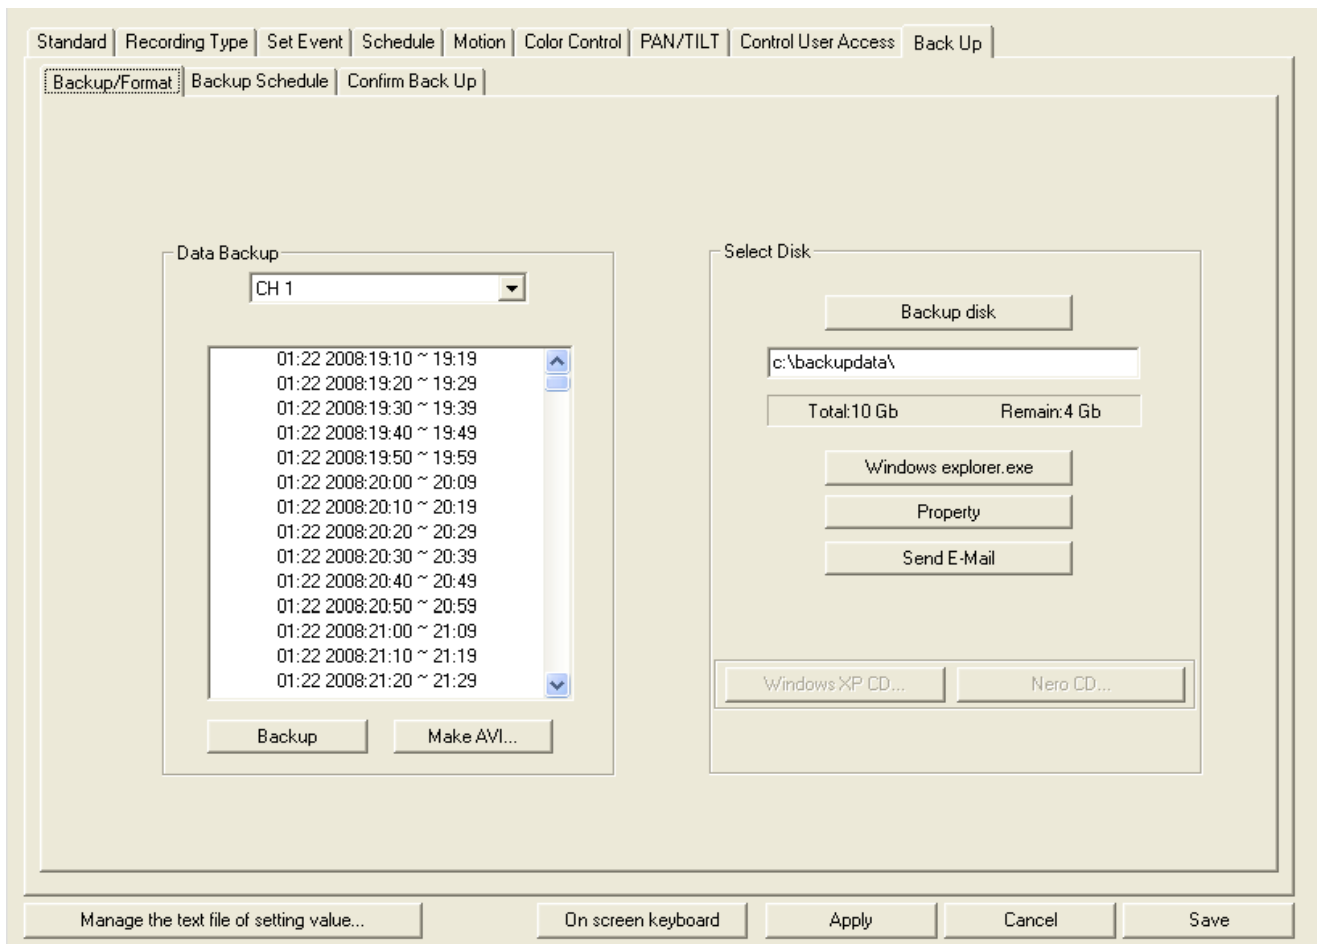 Standard Recording Type Set Event Schedule Motion Color Control PAN/TILT Control User Access Back Up
Backup/Format Backup Schedule Confirm Back Up
Data Backup
CH 1
01:22 2008:19:10 ~ 19:19
01:22 2008:19:20 ~ 19:29
01:22 2008:19:30 ~ 19:39
01:22 2008:19:40 ~ 19:49
01:22 2008:19:50 ~ 19:59
01:22 2008:20:00 ~ 20:09
01:22 2008:20:10 ~ 20:19
01:22 2008:20:20 ~ 20:29
01:22 2008:20:30 ~ 20:39
01:22 2008:20:40 ~ 20:49
01:22 2008:20:50 ~ 20:59
01:22 2008:21:00 ~ 21:09
01:22 2008:21:10 ~ 21:19
01:22 2008:21:20 ~ 21:29
Backup Make AVI...
Select Disk
Backup disk
c:\backupdata\
Total:10 Gb Remain:4 Gb
Windows explorer.exe
Property
Send E-Mail
Windows XP CD... Nero CD...
Manage the text file of setting value... On screen keyboard Apply Cancel Save